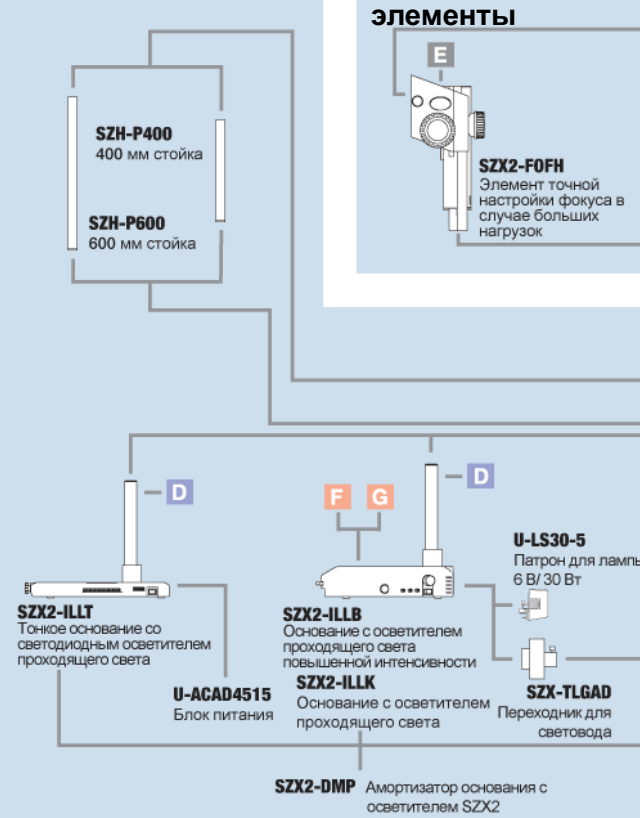 элементы
E
SZH-P400
400 мм стойка
SZX2-FOFH
Элемент точной
настройки фокуса в
случае больших
нагрузок
SZH-P600
600 мм стойка
D
F G
D
U-LS30-5
Патрон для лампы
6 В/ 30 Вт
SZX2-ILLT
Тонкое основание со
светодиодным осветителем
проходящего света
SZX2-ILLB
Основание с осветителем
проходящего света
повышенной интенсивности
SZX2-ILLK
Основание с осветителем
проходящего света
U-ACAD4515
Блок питания
SZX-TLGAD
Переходник для
световода
SZX2-DMP Амортизатор основания с
осветителем SZX2